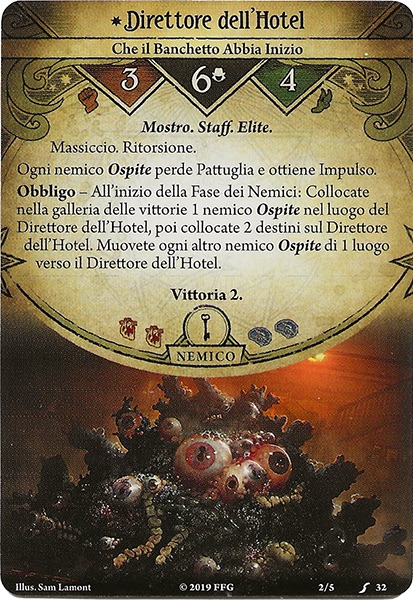 Direttore dell'Hotel
Che il Banchetto Abbia Inizio
3 6 4
Mostro. Staff. Elite.
Massiccio. Ritorsione.
Ogni nemico Ospite perde Pattuglia e ottiene Impulso.
Obbligo – All'inizio della Fase dei Nemici: Collocate
nella galleria delle vittorie 1 nemico Ospite nel luogo del
Direttore dell'Hotel, poi collocate 2 destini sul Direttore
dell'Hotel. Muovete ogni altro nemico Ospite di 1 luogo
verso il Direttore dell'Hotel.
Vittoria 2.
NEMICO
Illus. Sam Lamont © 2019 FFG 2/5 32